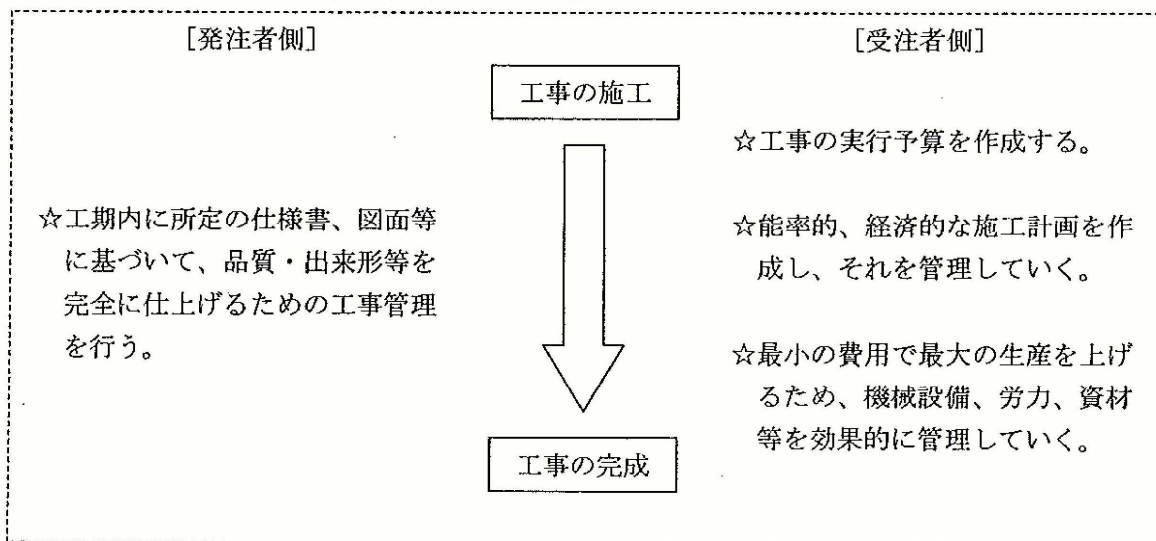 [発注者側]
[受注者側]
工事の施工
☆工事の実行予算を作成する。
☆工期内に所定の仕様書、図面等
に基づいて、品質・出来形等を
完全に仕上げるための工事管理
を行う。
☆能率的、経済的な施工計画を作
成し、それを管理していく。
☆最小の費用で最大の生産を上げ
るため、機械設備、労力、資材
等を効果的に管理していく。
工事の完成